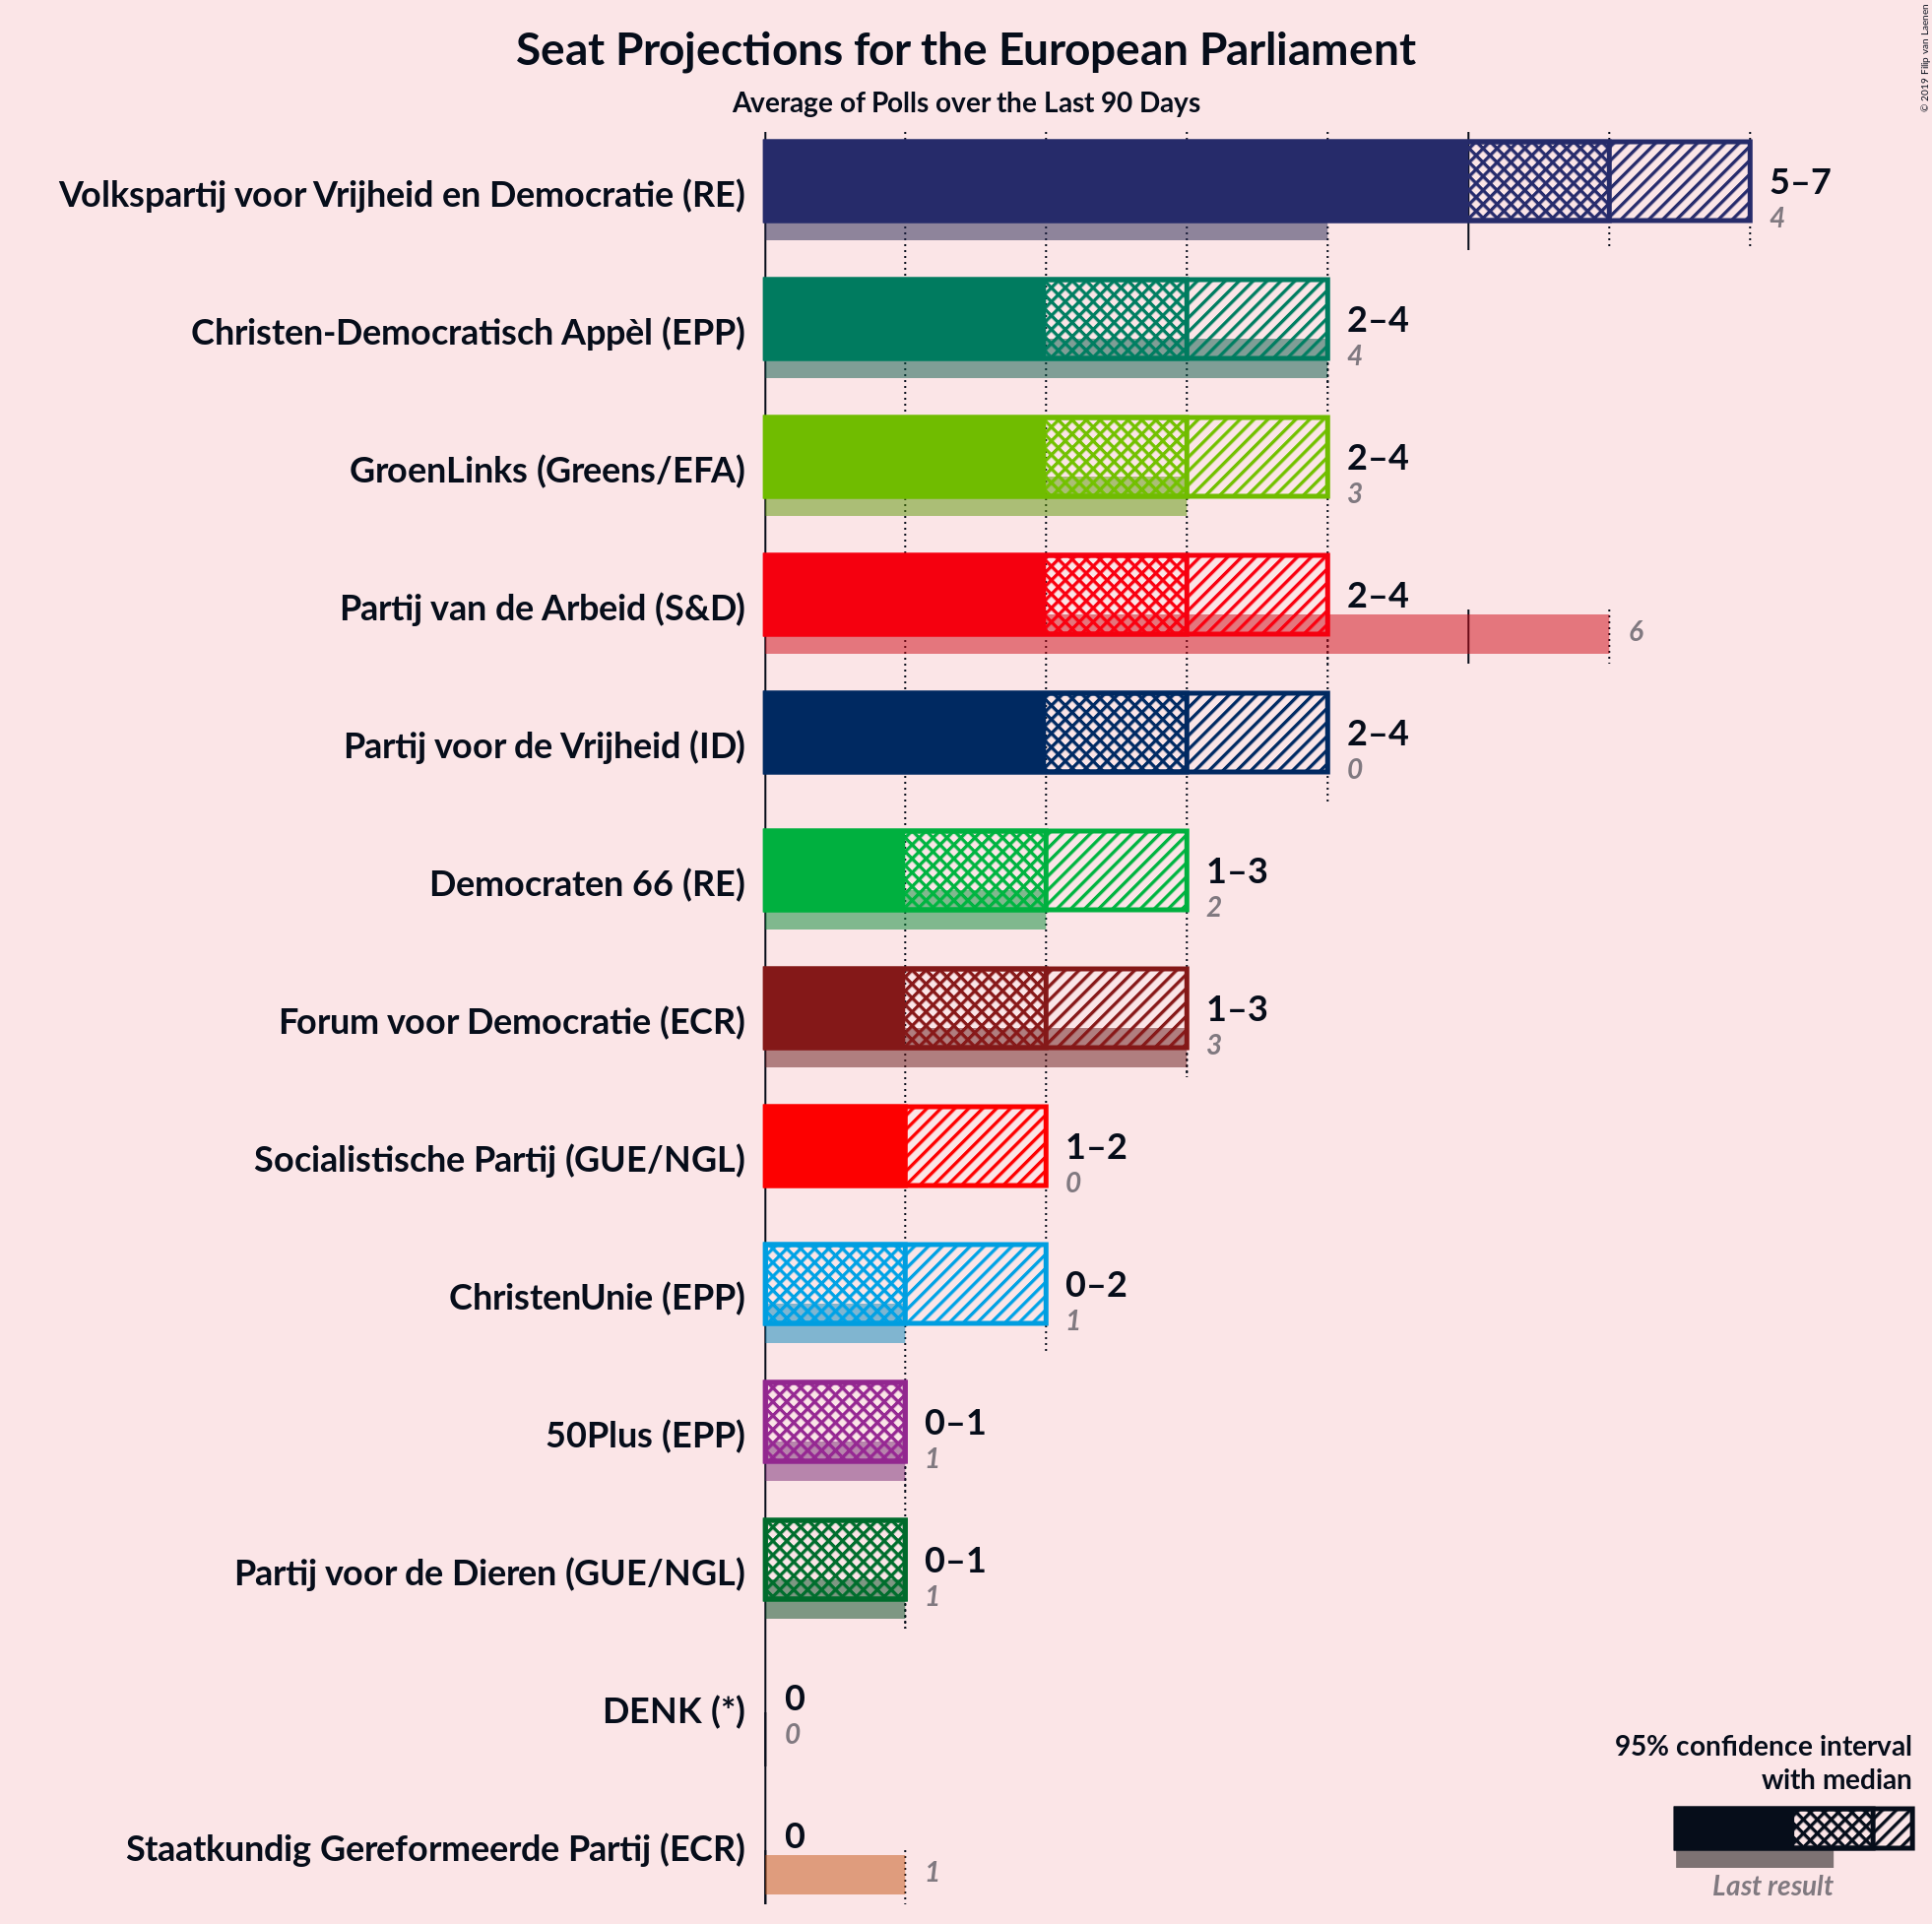 Seat Projections for the European Parliament
Average of Polls over the Last 90 Days
© 2019 Filip van Laenen
Volkspartij voor Vrijheid en Democratie (RE)
5–7
4
Christen-Democratisch Appèl (EPP)
2–4
4
GroenLinks (Greens/EFA)
2–4
3
Partij van de Arbeid (S&D)
2–4
6
Partij voor de Vrijheid (ID)
2–4
0
Democraten 66 (RE)
1–3
2
Forum voor Democratie (ECR)
1–3
3
Socialistische Partij (GUE/NGL)
1–2
0
ChristenUnie (EPP)
0–2
1
50Plus (EPP)
0–1
1
Partij voor de Dieren (GUE/NGL)
0–1
1
DENK (*)
0
0
Staatkundig Gereformeerde Partij (ECR)
0
1
95% confidence interval
with median
Last result